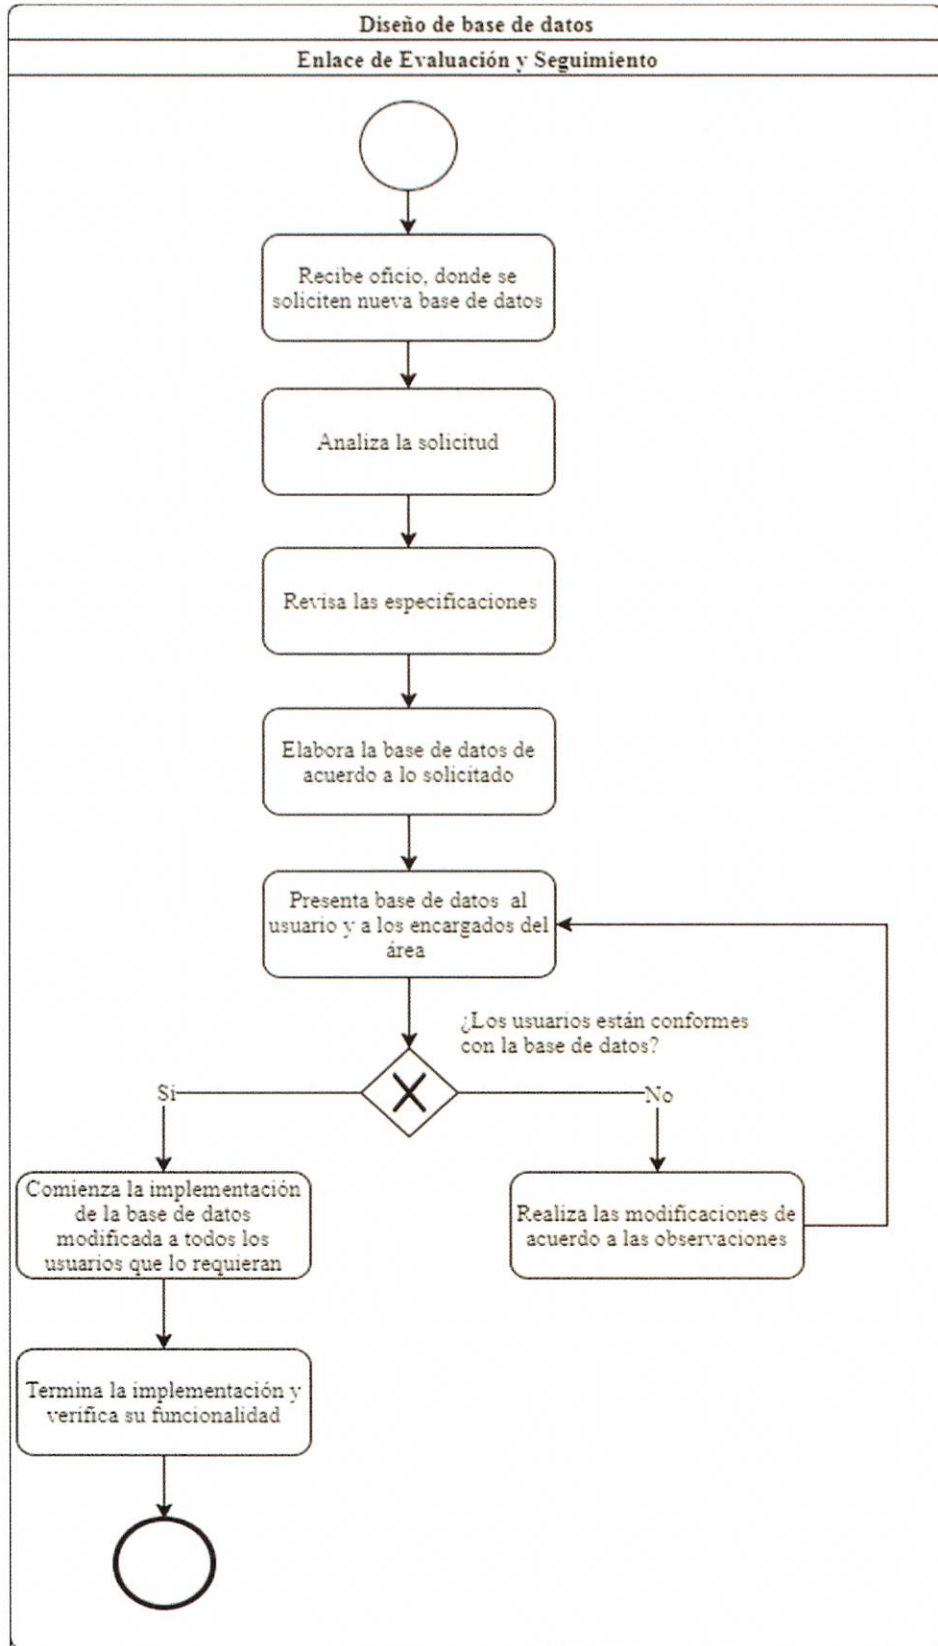 Diseño de base de datos
Enlace de Evaluación y Seguimiento
Recibe oficio, donde se
soliciten nueva base de datos
Analiza la solicitud
Revisa las especificaciones
Elabora la base de datos de
acuerdo a lo solicitado
Presenta base de datos al
usuario y a los encargados del
área
¿Los usuarios están conformes
con la base de datos?
Si
No
Comienza la implementación
de la base de datos
modificada a todos los
usuarios que lo requieran
Realiza las modificaciones de
acuerdo a las observaciones
Termina la implementación y
verifica su funcionalidad